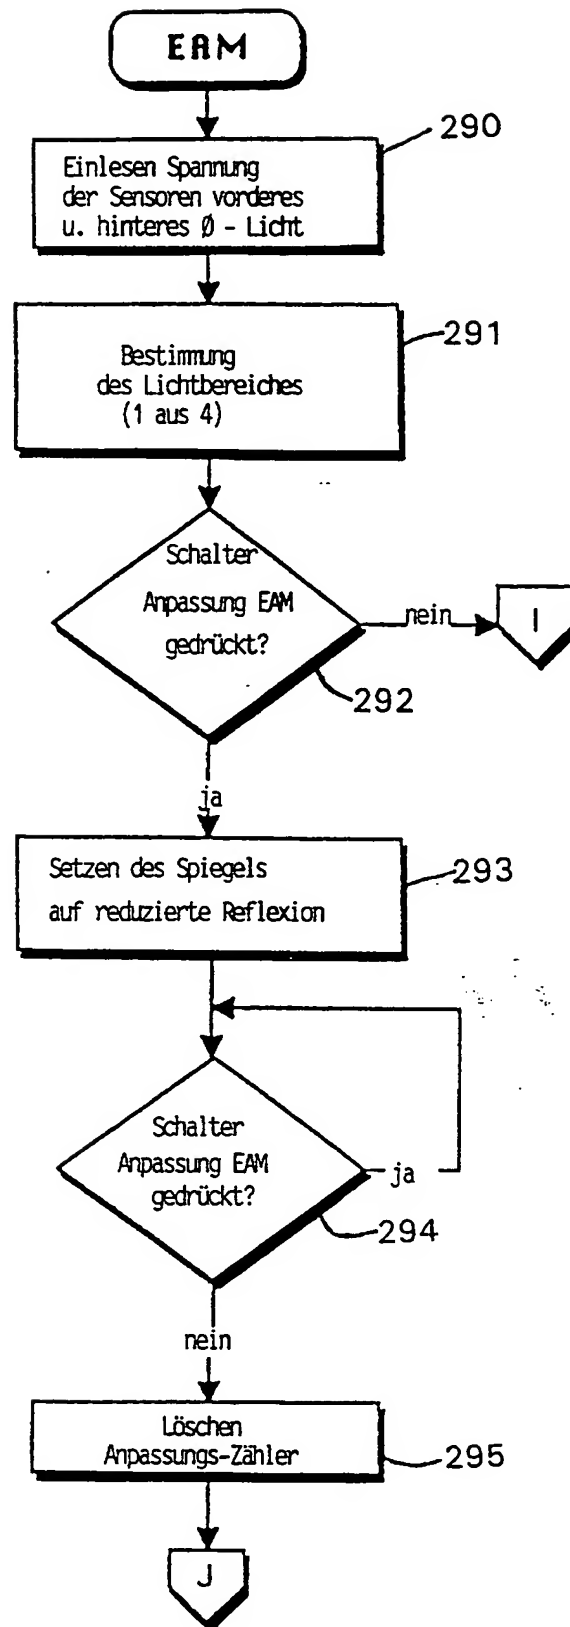 EAM
290
Einlesen Spannung
der Sensoren vorderes
u. hinteres Ø - Licht
291
Bestimmung
des Lichtbereiches
(1 aus 4)
Schalter
Anpassung EAM
gedrückt?
nein
I
292
ja
Setzen des Spiegels
auf reduzierte Reflexion
293
Schalter
Anpassung EAM
gedrückt?
ja
294
nein
Löschen
Anpassungs-Zähler
295
J